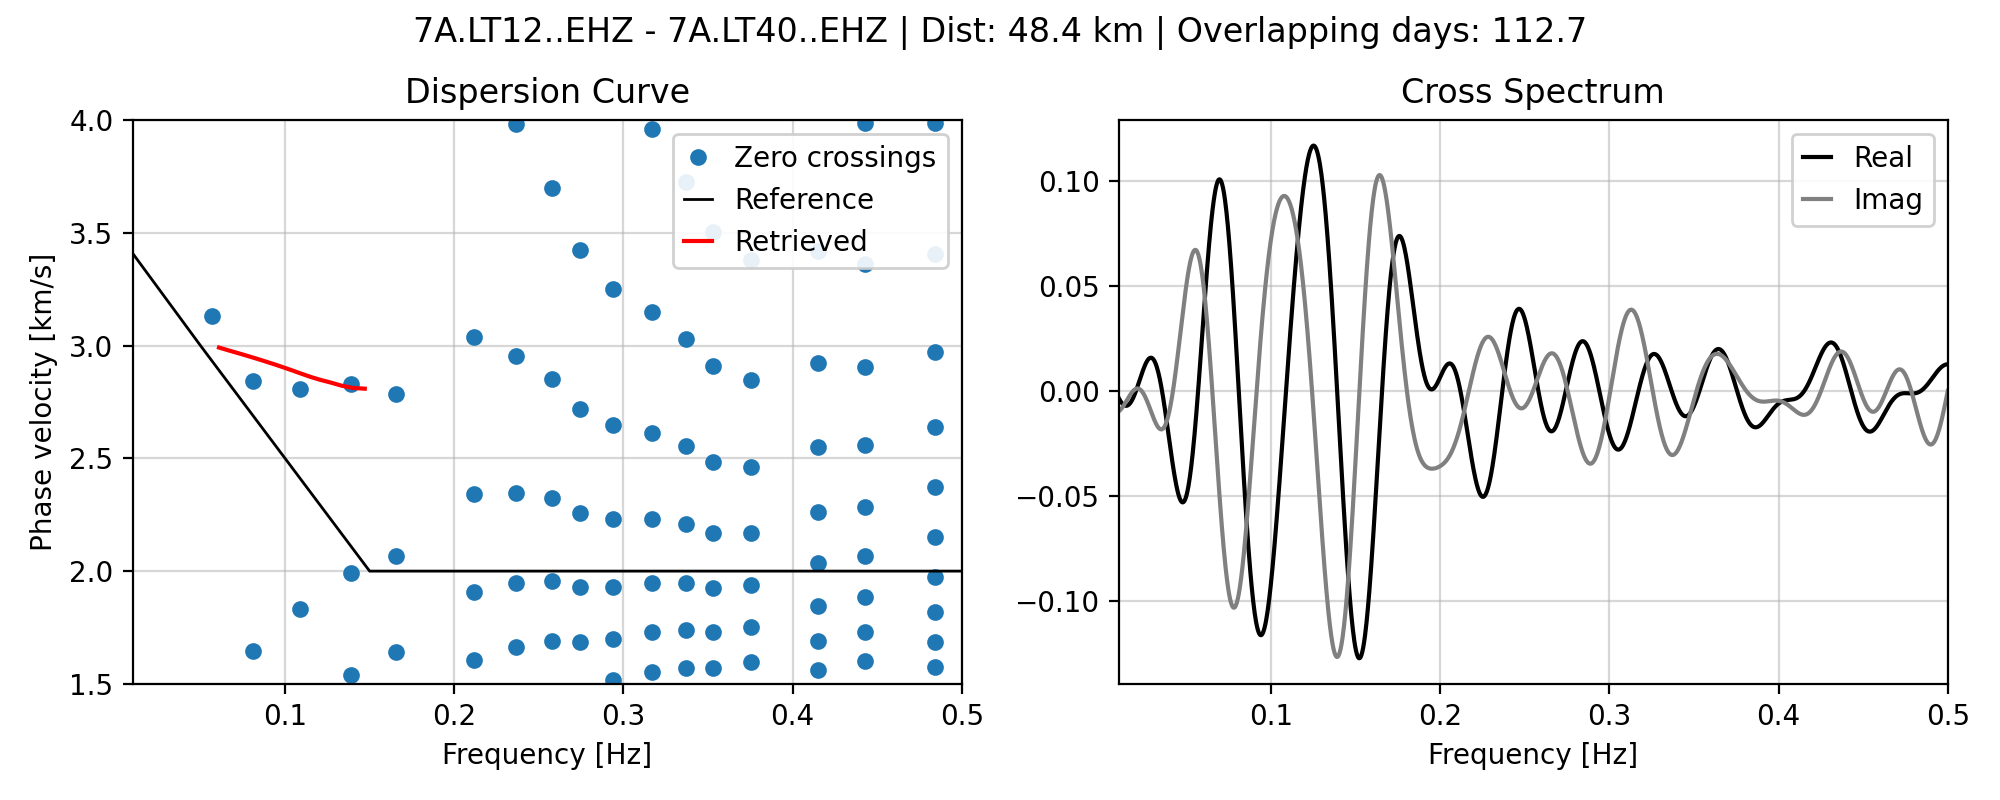 7A.LT12..EHZ - 7A.LT40..EHZ | Dist: 48.4 km | Overlapping days: 112.7
Dispersion Curve
4.0
3.5
3.0
2.5
2.0
1.5
Phase velocity [km/s]
Zero crossings
Reference
Retrieved
0.1
0.2
0.3
0.4
0.5
Frequency [Hz]
Cross Spectrum
0.10
0.05
0.00
−0.05
−0.10
Real
Imag
0.1
0.2
0.3
0.4
0.5
Frequency [Hz]